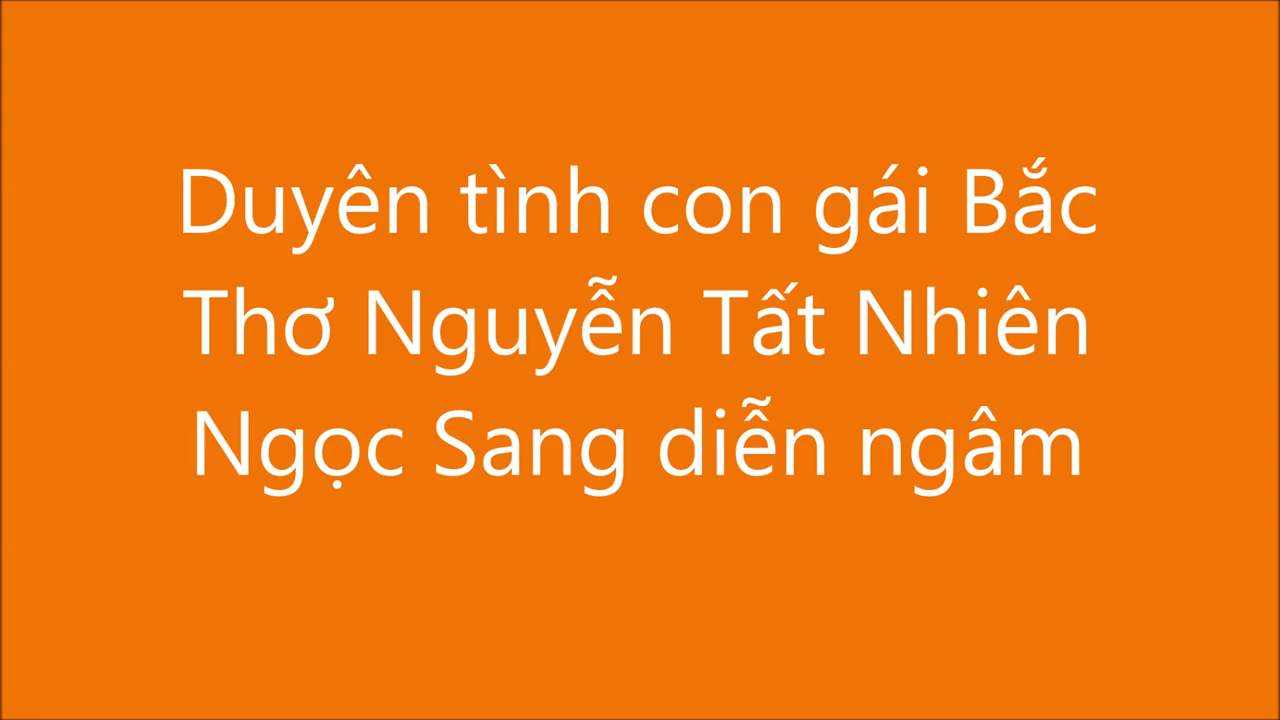 Duyên tình con gái Bắc
Thơ Nguyễn Tất Nhiên
Ngọc Sang diễn ngâm